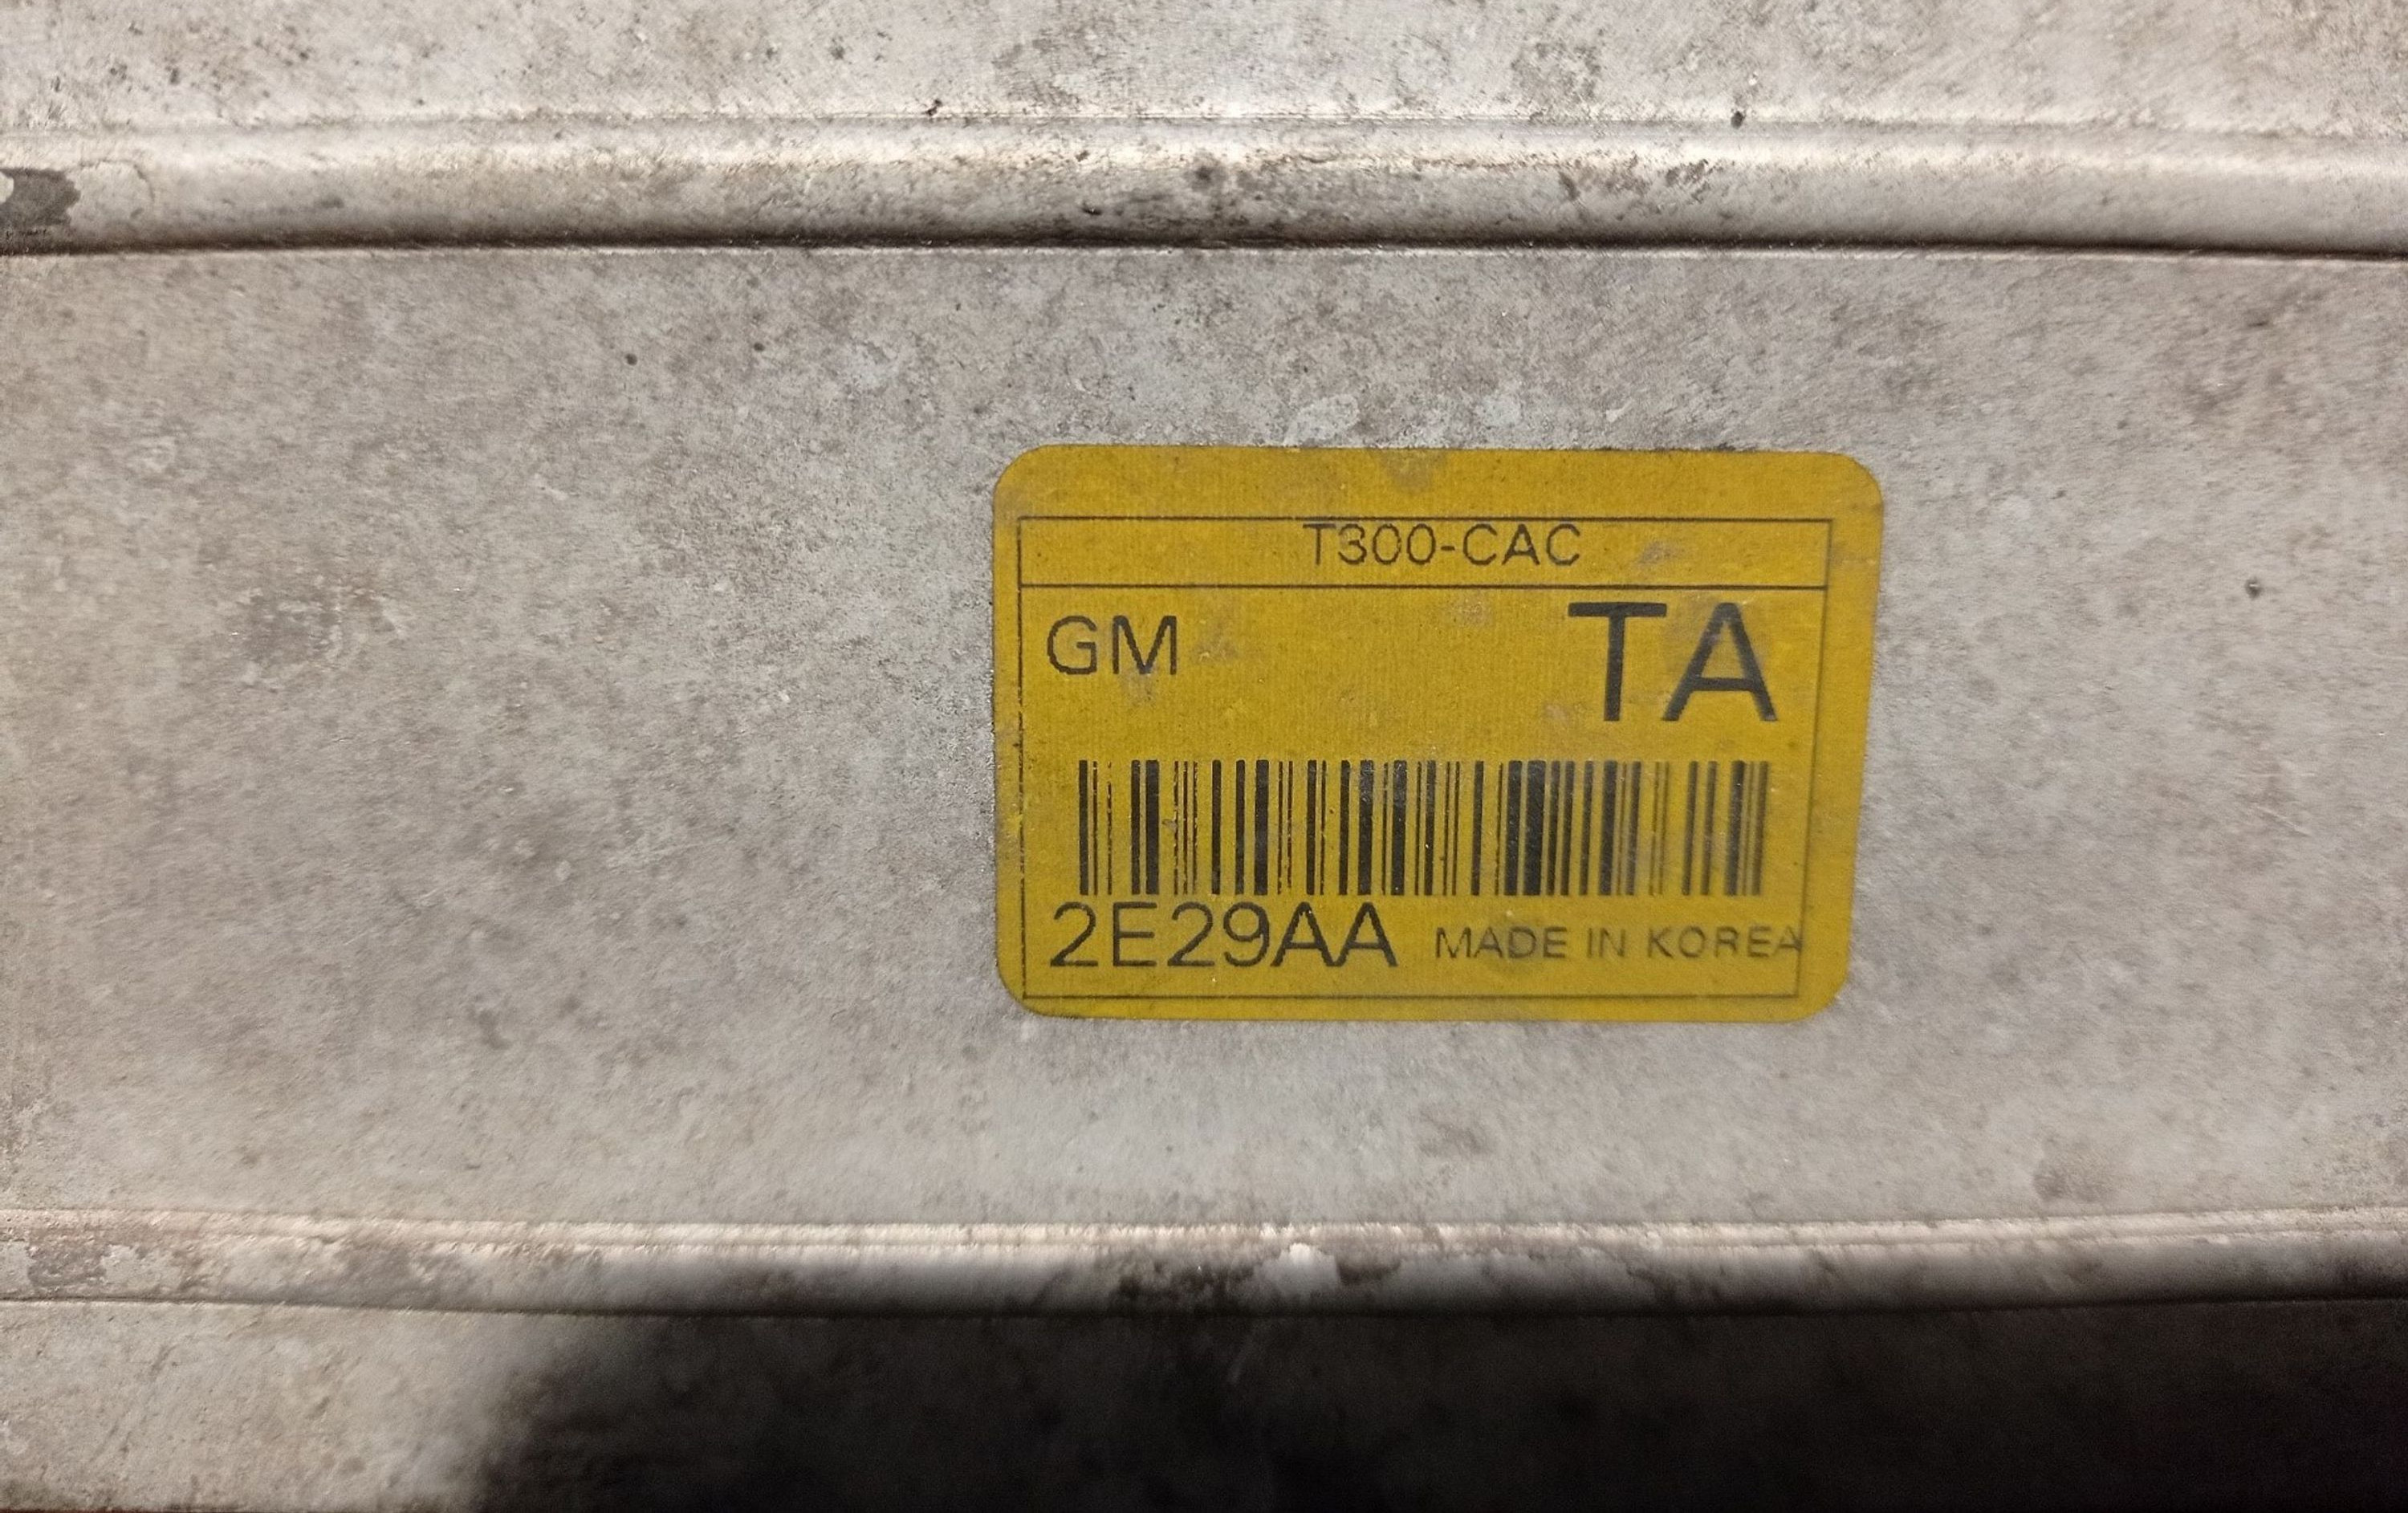 T300-CAC
GM TA
2E29AA MADE IN KOREA